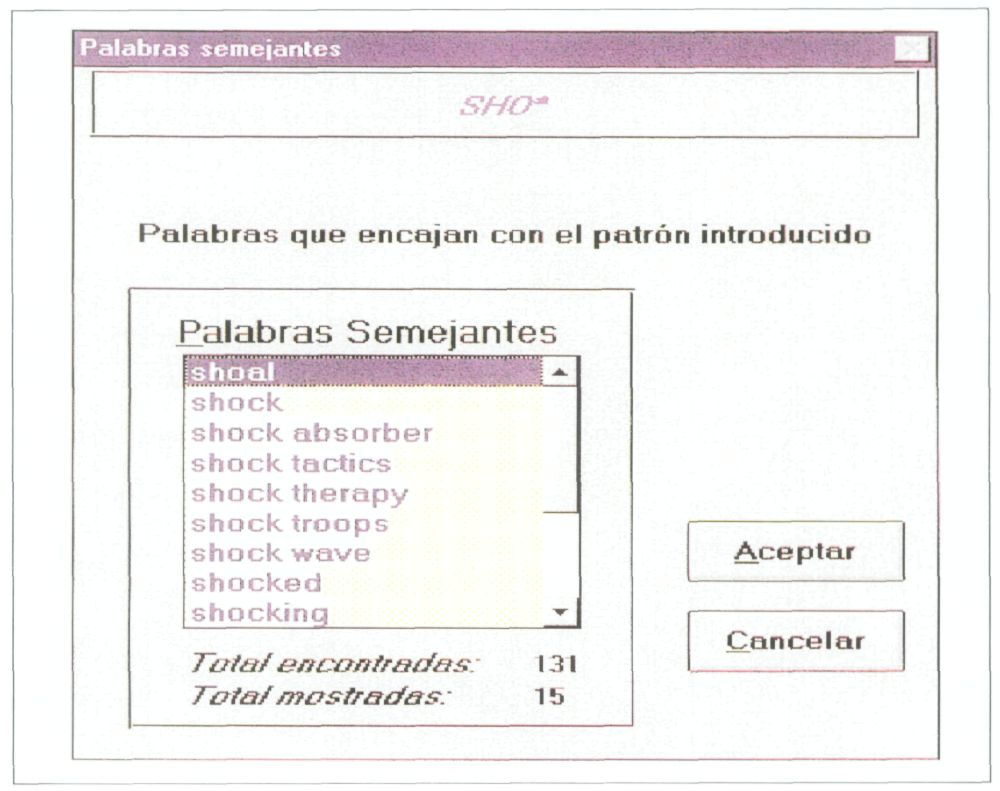 Palabras semejantes
SHO*
Palabras que encajan con el patrón introducido
Palabras Semejantes
shoal
shock
shock absorber
shock tactics
shock therapy
shock troops
shock wave
shocked
shocking
Aceptar
Cancelar
Total encontradas: 131
Total mostradas: 15